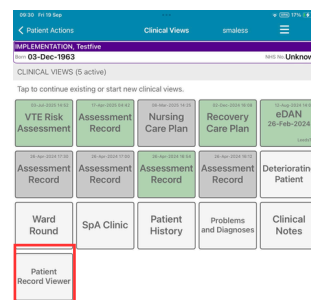 09:30 Fri 19 Sep
17%
Patient Actions
Clinical Views
smaless
IMPLEMENTATION, Testfive
Born 03-Dec-1963
NHS No Unknow
CLINICAL VIEWS (5 active)
Tap to continue existing or start new clinical views.
VTE Risk
Assessment
Assessment
Record
Nursing
Care Plan
Recovery
Care Plan
eDAN
26-Feb-2024
Assessment
Record
Assessment
Record
Assessment
Record
Assessment
Record
Deteriorating
Patient
Ward
Round
SpA Clinic
Patient
History
Problems
and Diagnoses
Clinical
Notes
Patient
Record Viewer